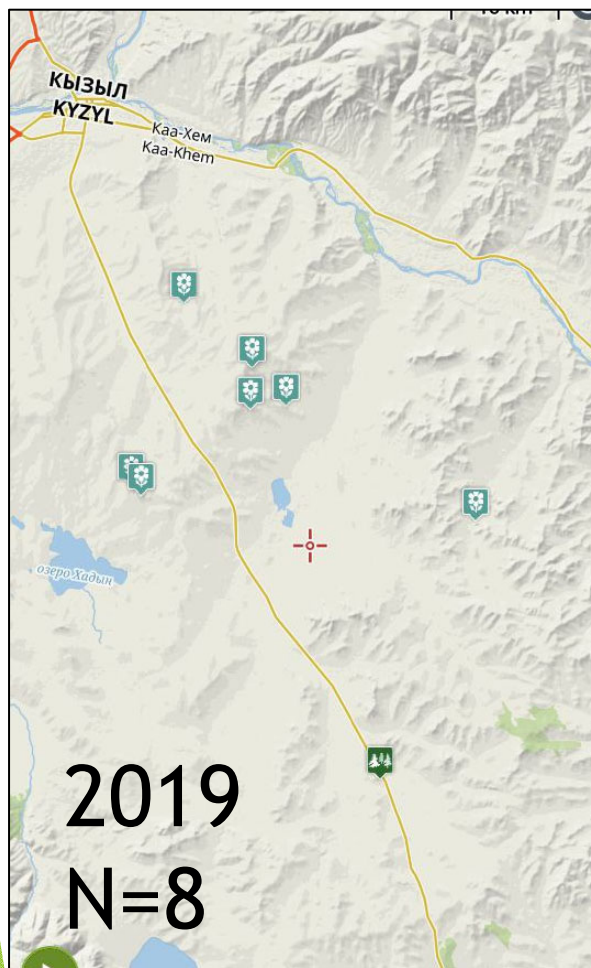 КЫЗЫЛ
KYZYL
Каа-Хем
Kaa-Khem
озеро Хадын
2019
N=8